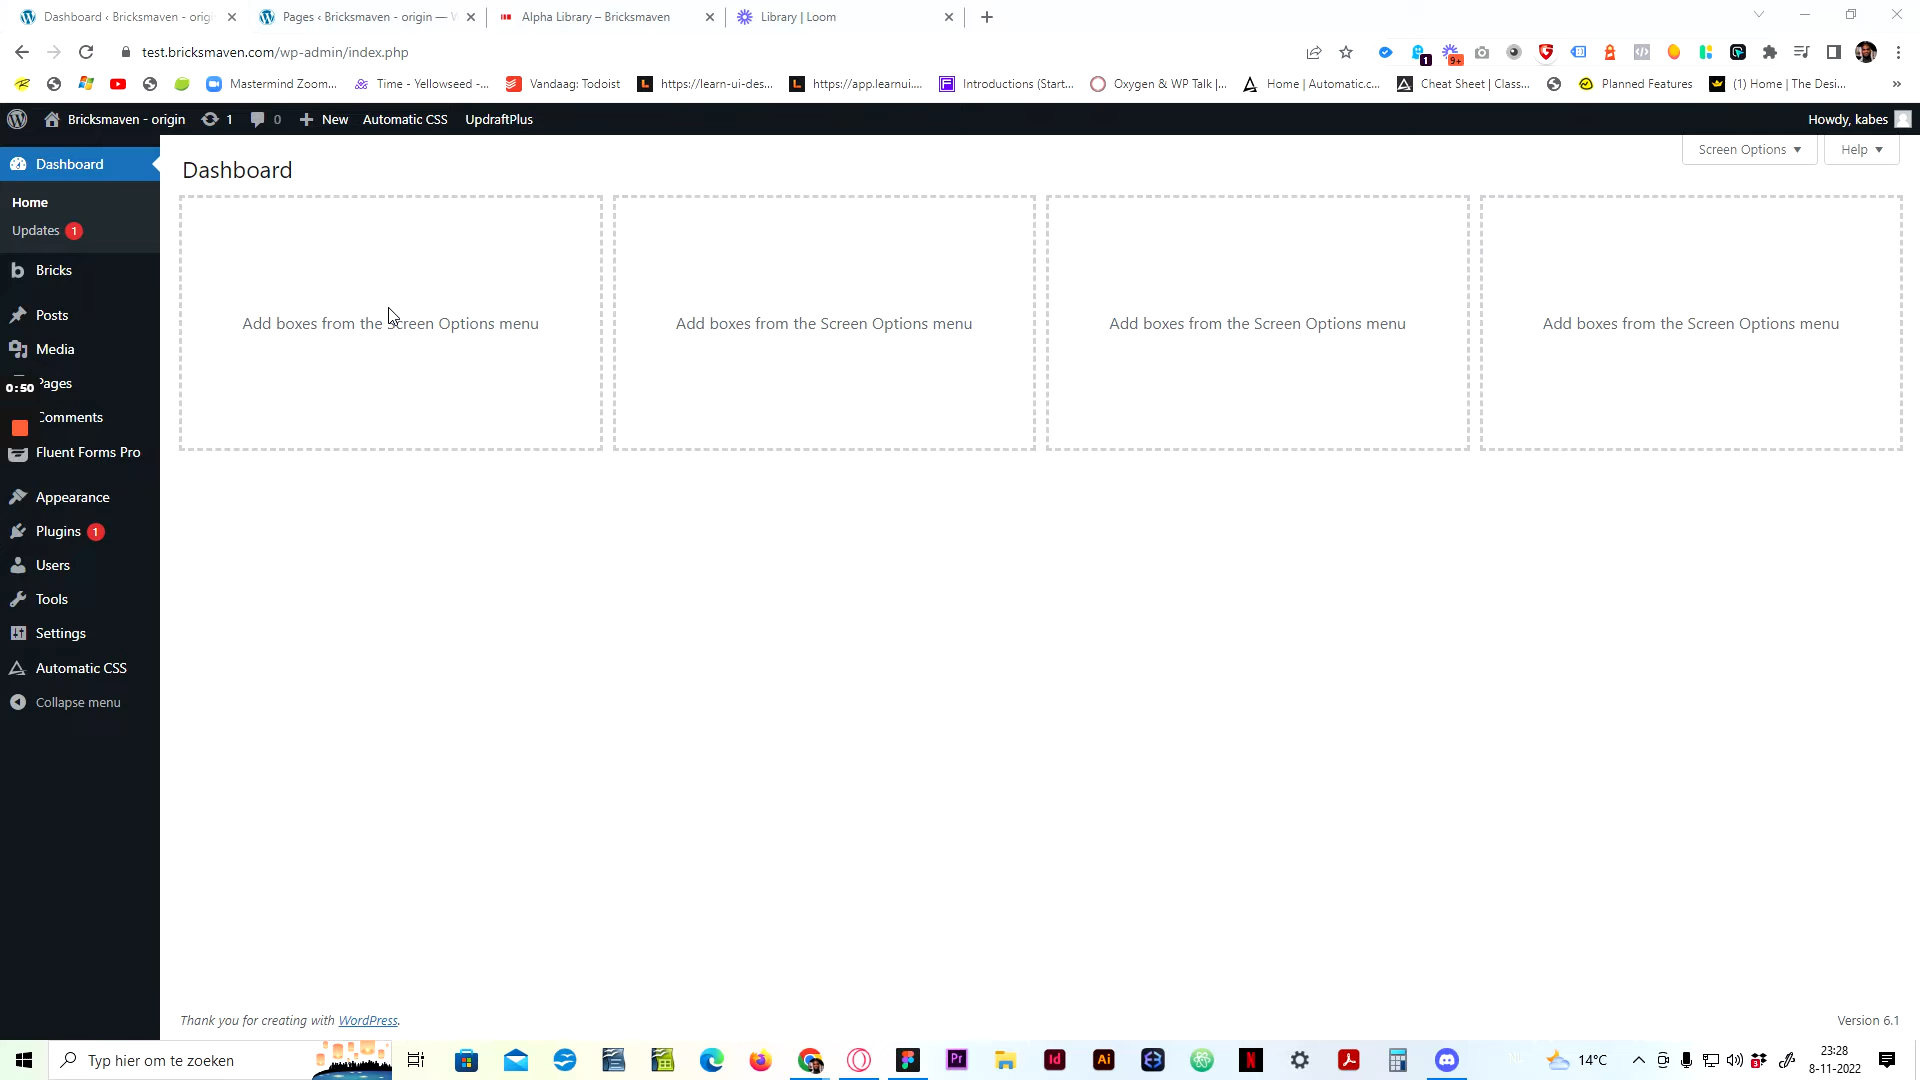 Dashboard ‹ Bricksmaven - orig
Pages ‹ Bricksmaven - origin — W
Alpha Library – Bricksmaven
Library | Loom
test.bricksmaven.com/wp-admin/index.php
1
9+
Mastermind Zoom...
Time - Yellowseed -...
Vandaag: Todoist
https://learn-ui-des...
https://app.learnui....
Introductions (Start...
Oxygen & WP Talk |...
Home | Automatic.c...
Cheat Sheet | Class...
Planned Features
(1) Home | The Desi...
»
Bricksmaven - origin
1
0
New
Automatic CSS
UpdraftPlus
Howdy, kabes
Dashboard
Home
Updates 1
Bricks
Posts
Media
Pages
0:50
Comments
Fluent Forms Pro
Appearance
Plugins 1
Users
Tools
Settings
Automatic CSS
Collapse menu
Dashboard
Screen Options
Help
Add boxes from the Screen Options menu
Add boxes from the Screen Options menu
Add boxes from the Screen Options menu
Add boxes from the Screen Options menu
Thank you for creating with WordPress.
Version 6.1
Typ hier om te zoeken
Pr
Id
Ai
N
14°C
23:28
8-11-2022